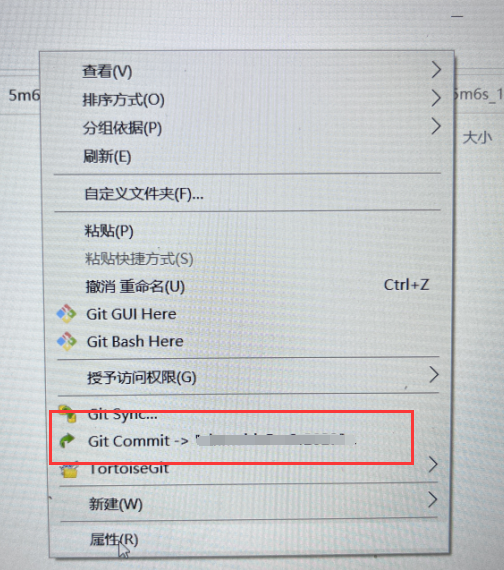 5m6
5m6s_1
大小
查看(V)
排序方式(O)
分组依据(P)
刷新(E)
自定义文件夹(F)...
粘贴(P)
粘贴快捷方式(S)
撤消 重命名(U) Ctrl+Z
Git GUI Here
Git Bash Here
授予访问权限(G)
Git Sync...
Git Commit ->
TortoiseGit
新建(W)
属性(R)